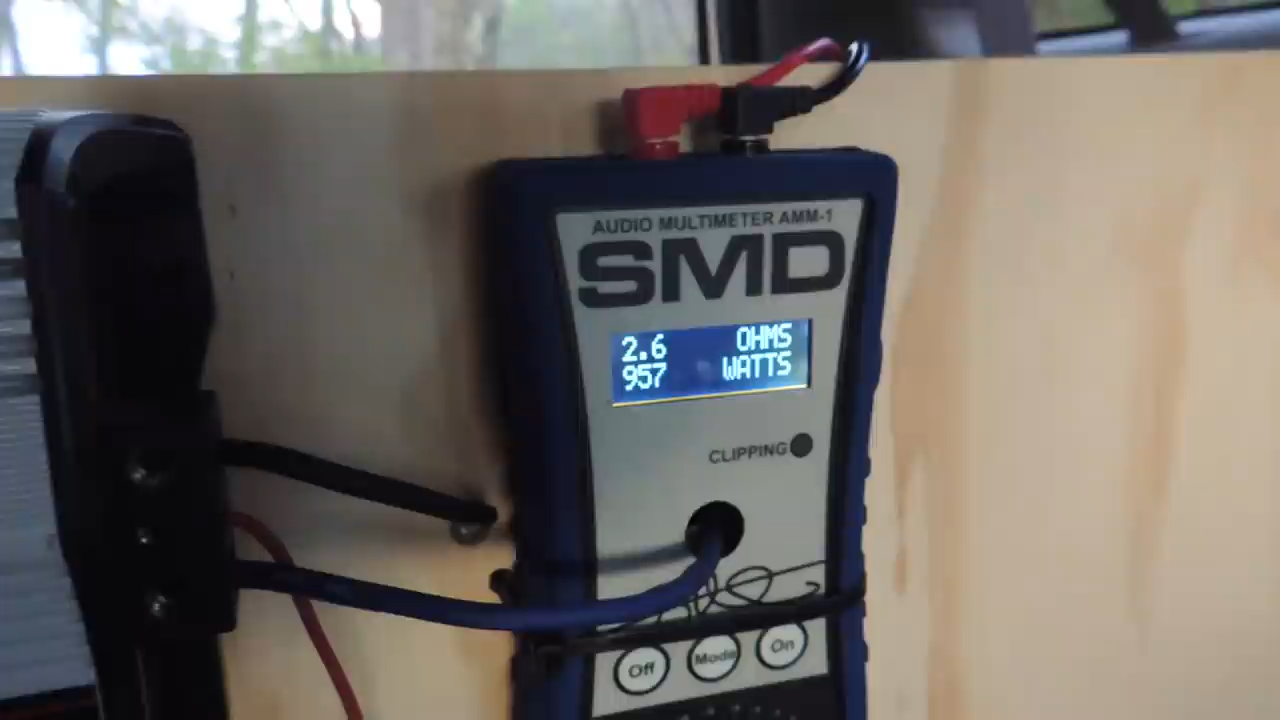 AUDIO MULTIMETER AMM-1
SMD
2.6 OHMS
957 WATTS
CLIPPING
Off Mode On